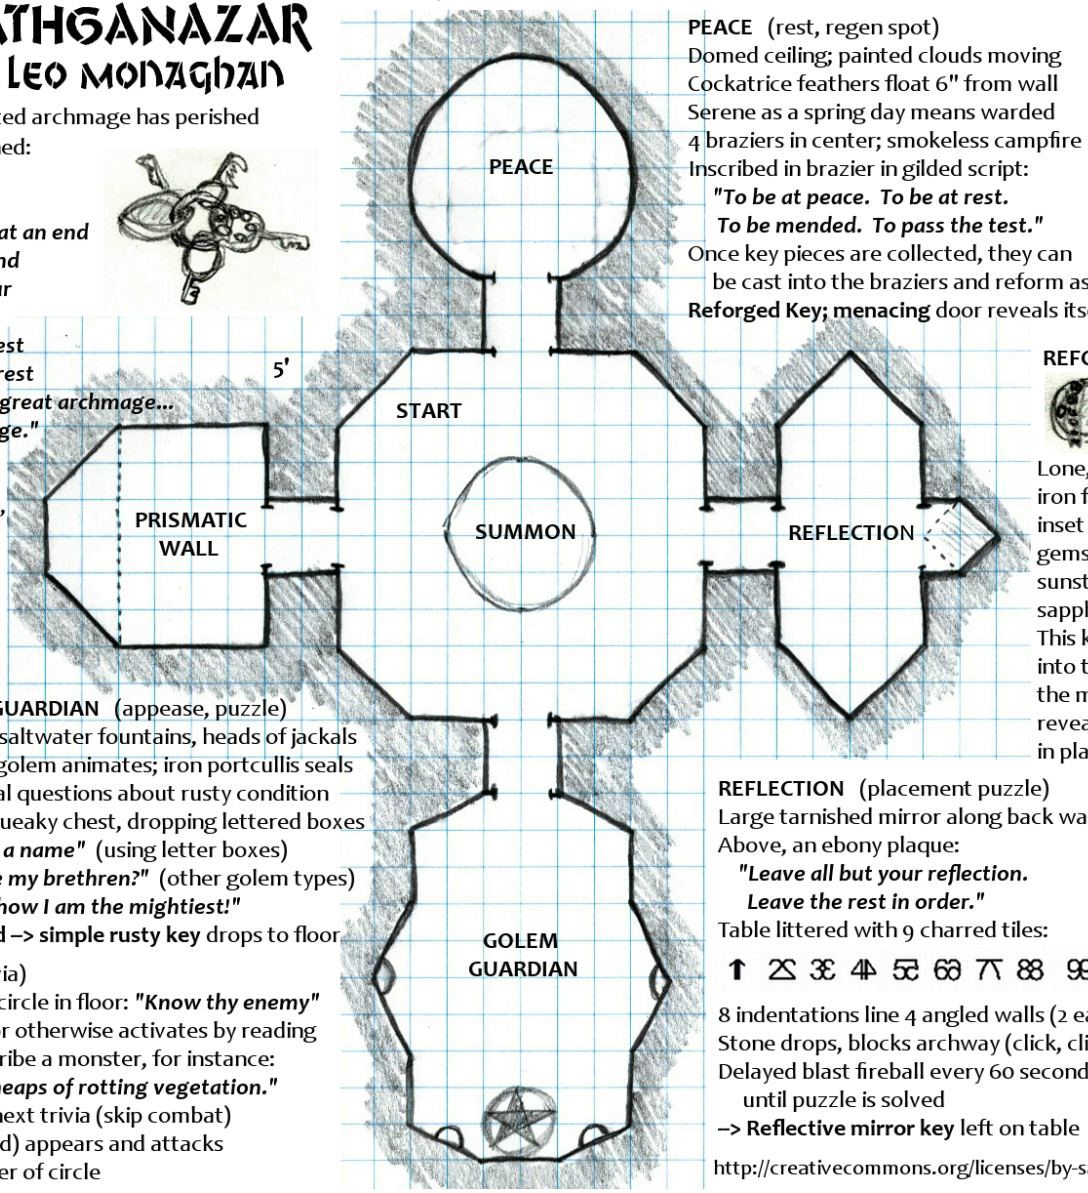 ATHGANAZAR
LEO MONAGHAN
ted archmage has perished
ned:
at an end
nd
ur
est
rest
great archmage...
ge."
5'
PEACE
START
PRISMATIC
WALL
SUMMON
REFLECTION
GOLEM
GUARDIAN
PEACE (rest, regen spot)
Domed ceiling; painted clouds moving
Cockatrice feathers float 6" from wall
Serene as a spring day means warded
4 braziers in center; smokeless campfire
Inscribed in brazier in gilded script:
"To be at peace. To be at rest.
To be mended. To pass the test."
Once key pieces are collected, they can
be cast into the braziers and reform as
Reforged Key; menacing door reveals its
REFO
Lone,
iron f
inset
gems
sunst
sapph
This k
into t
the m
revea
in pla
GUARDIAN (appease, puzzle)
saltwater fountains, heads of jackals
golem animates; iron portcullis seals
al questions about rusty condition
ueaky chest, dropping lettered boxes
a name" (using letter boxes)
e my brethren?" (other golem types)
how I am the mightiest!"
d --> simple rusty key drops to floor
via)
circle in floor: "Know thy enemy"
or otherwise activates by reading
ribe a monster, for instance:
heaps of rotting vegetation."
next trivia (skip combat)
d) appears and attacks
er of circle
REFLECTION (placement puzzle)
Large tarnished mirror along back wa
Above, an ebony plaque:
"Leave all but your reflection.
Leave the rest in order."
Table littered with 9 charred tiles:
8 indentations line 4 angled walls (2 ea
Stone drops, blocks archway (click, cli
Delayed blast fireball every 60 second
until puzzle is solved
--> Reflective mirror key left on table
http://creativecommons.org/licenses/by-s